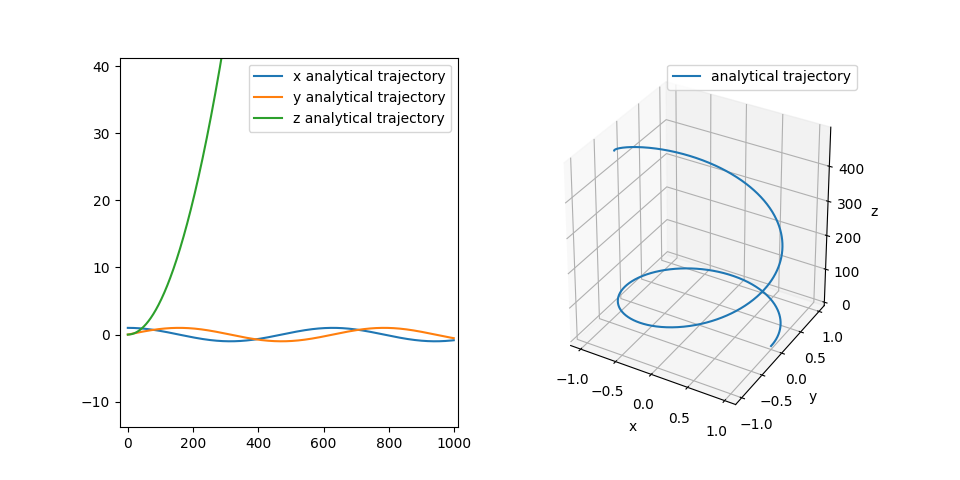 x analytical trajectory
y analytical trajectory
z analytical trajectory
40
30
20
10
0
−10
0 200 400 600 800 1000
analytical trajectory
400
300
200
100
0
z
−1.0 −0.5 0.0 0.5 1.0
x
−1.0 −0.5 0.0 0.5 1.0
y